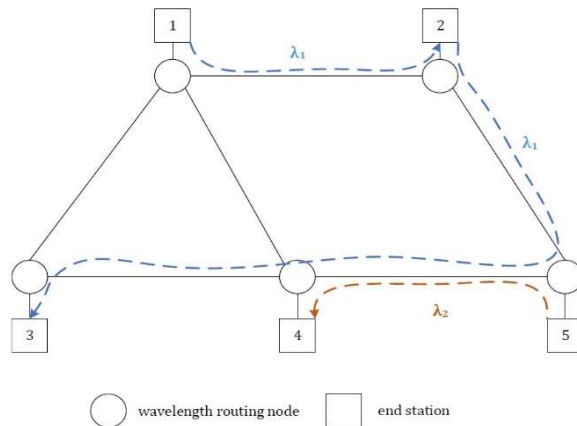 1
2
λ₁
λ₁
3
4
λ₂
5
wavelength routing node
end station